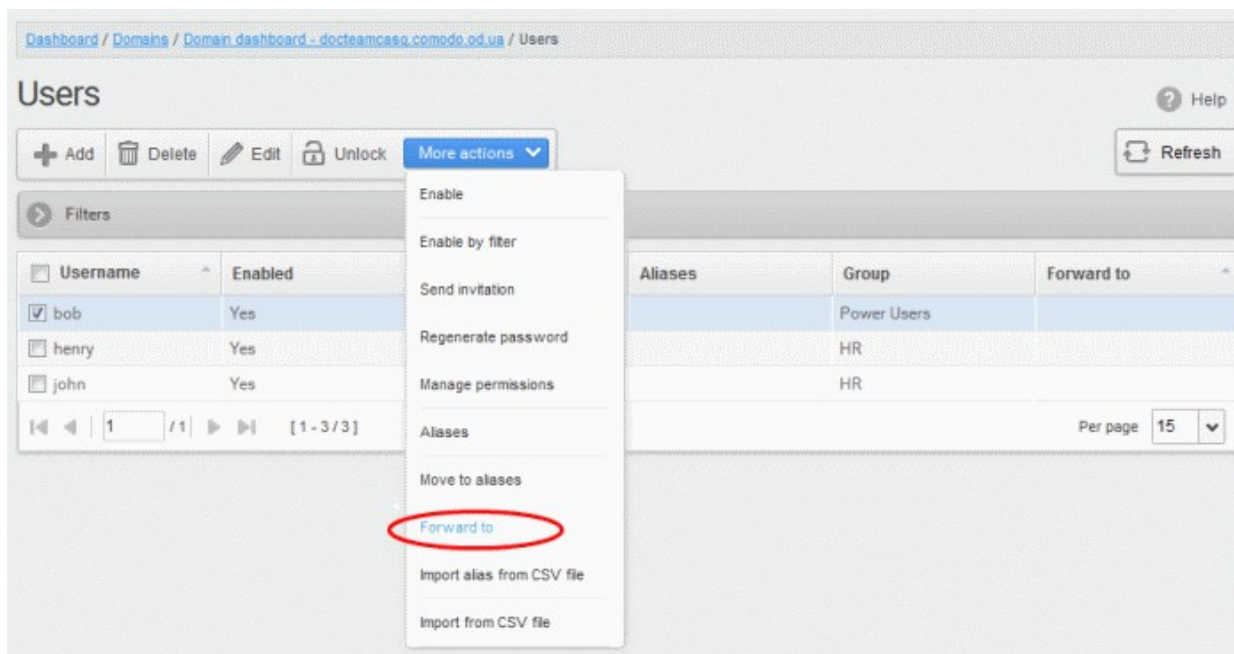 Dashboard / Domains / Domain dashboard - docteamcasg.comodo.od.ua / Users
Users
Help
Add Delete Edit Unlock More actions Refresh
Filters
Username Enabled Aliases Group Forward to
bob Yes Power Users
henry Yes HR
john Yes HR
1 / 1 [ 1 - 3 / 3 ] Per page 15
Enable
Enable by filter
Send invitation
Regenerate password
Manage permissions
Aliases
Move to aliases
Forward to
Import alias from CSV file
Import from CSV file